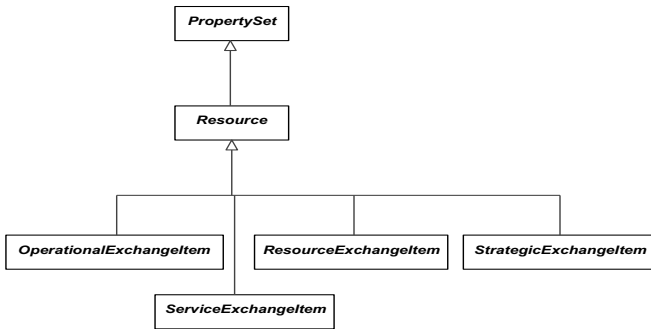 PropertySet
Resource
OperationalExchangeItem
ResourceExchangeItem
StrategicExchangeItem
ServiceExchangeItem